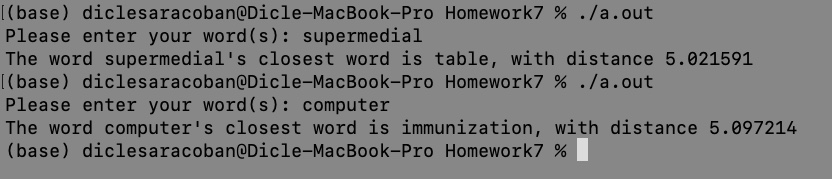 (base) diclesaracoban@Dicle-MacBook-Pro Homework7 % ./a.out
Please enter your word(s): supermedial
The word supermedial's closest word is table, with distance 5.021591
(base) diclesaracoban@Dicle-MacBook-Pro Homework7 % ./a.out
Please enter your word(s): computer
The word computer's closest word is immunization, with distance 5.097214
(base) diclesaracoban@Dicle-MacBook-Pro Homework7 %